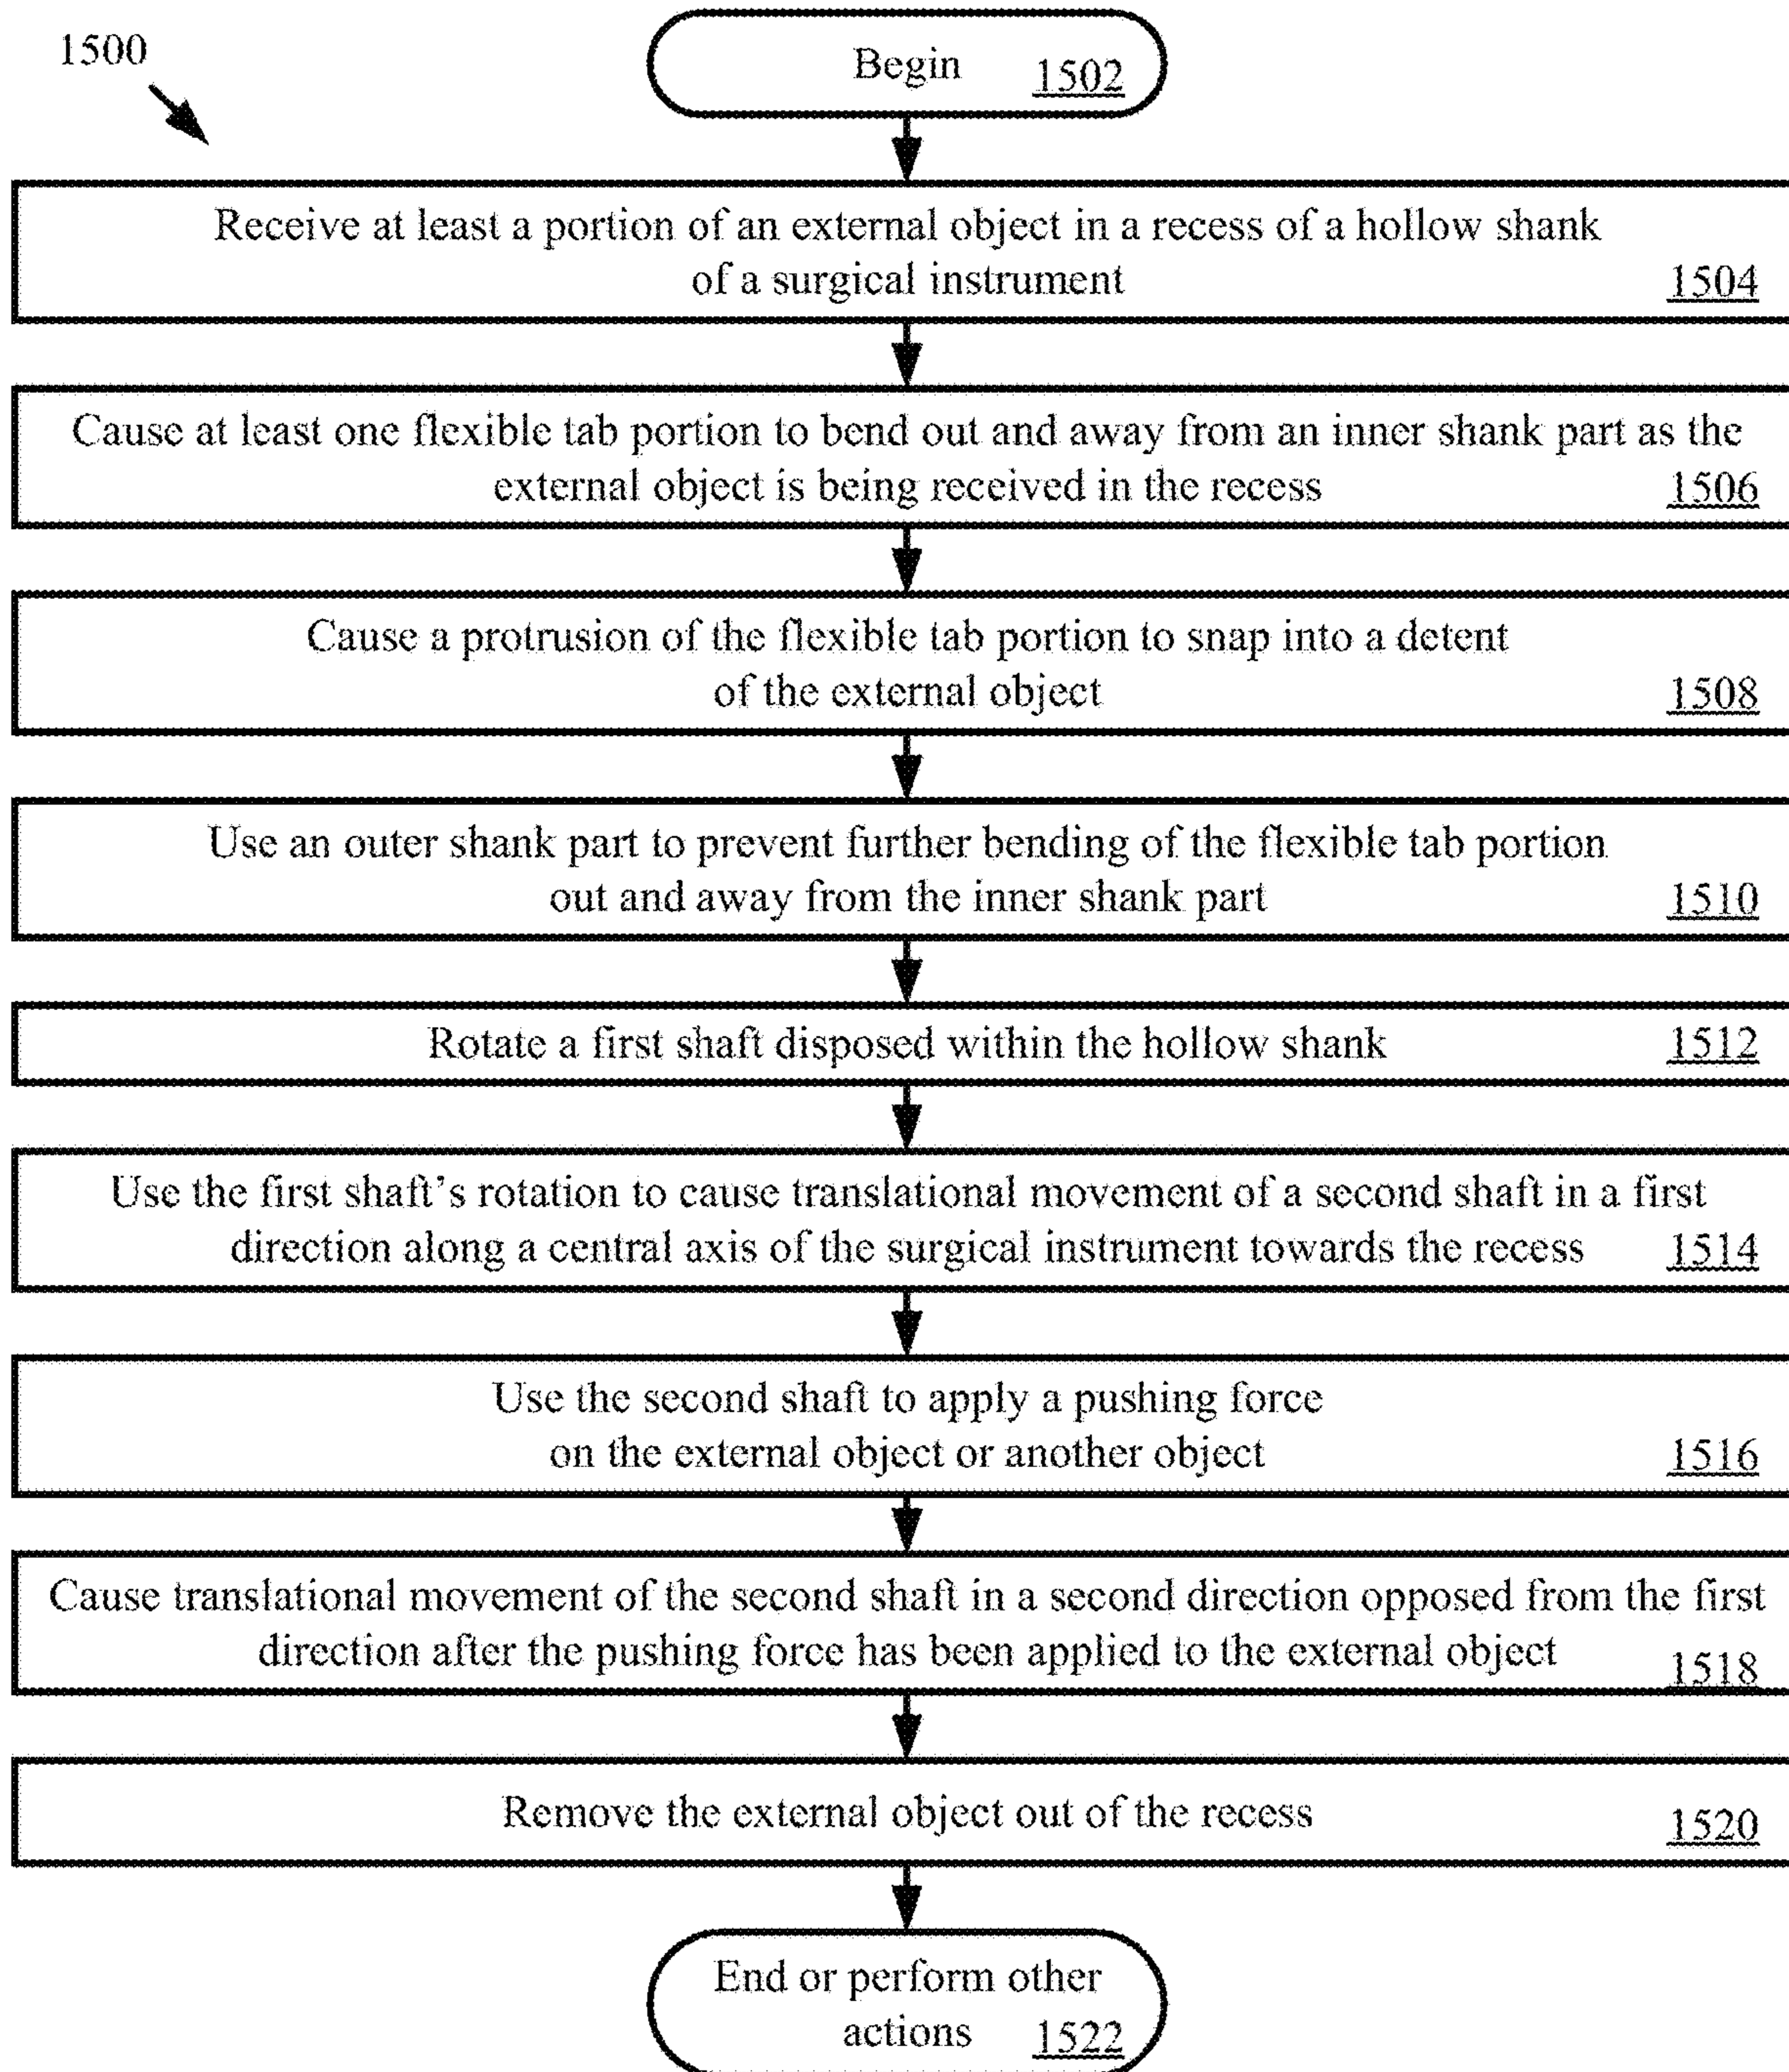 1500
Begin 1502
Receive at least a portion of an external object in a recess of a hollow shank
of a surgical instrument 1504
Cause at least one flexible tab portion to bend out and away from an inner shank part as the
external object is being received in the recess 1506
Cause a protrusion of the flexible tab portion to snap into a detent
of the external object 1508
Use an outer shank part to prevent further bending of the flexible tab portion
out and away from the inner shank part 1510
Rotate a first shaft disposed within the hollow shank 1512
Use the first shaft's rotation to cause translational movement of a second shaft in a first
direction along a central axis of the surgical instrument towards the recess 1514
Use the second shaft to apply a pushing force
on the external object or another object 1516
Cause translational movement of the second shaft in a second direction opposed from the first
direction after the pushing force has been applied to the external object 1518
Remove the external object out of the recess 1520
End or perform other
actions 1522